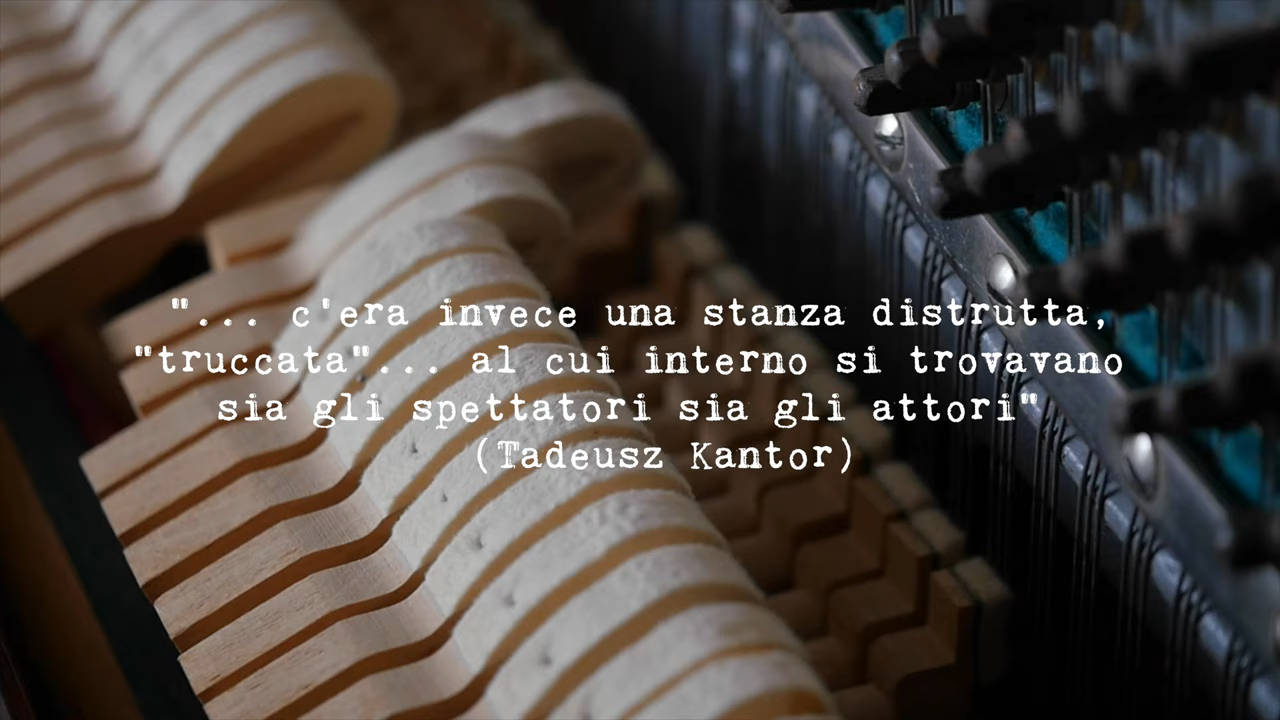 "... c'era invece una stanza distrutta,
"truccata"... al cui interno si trovavano
sia gli spettatori sia gli attori"
(Tadeusz Kantor)